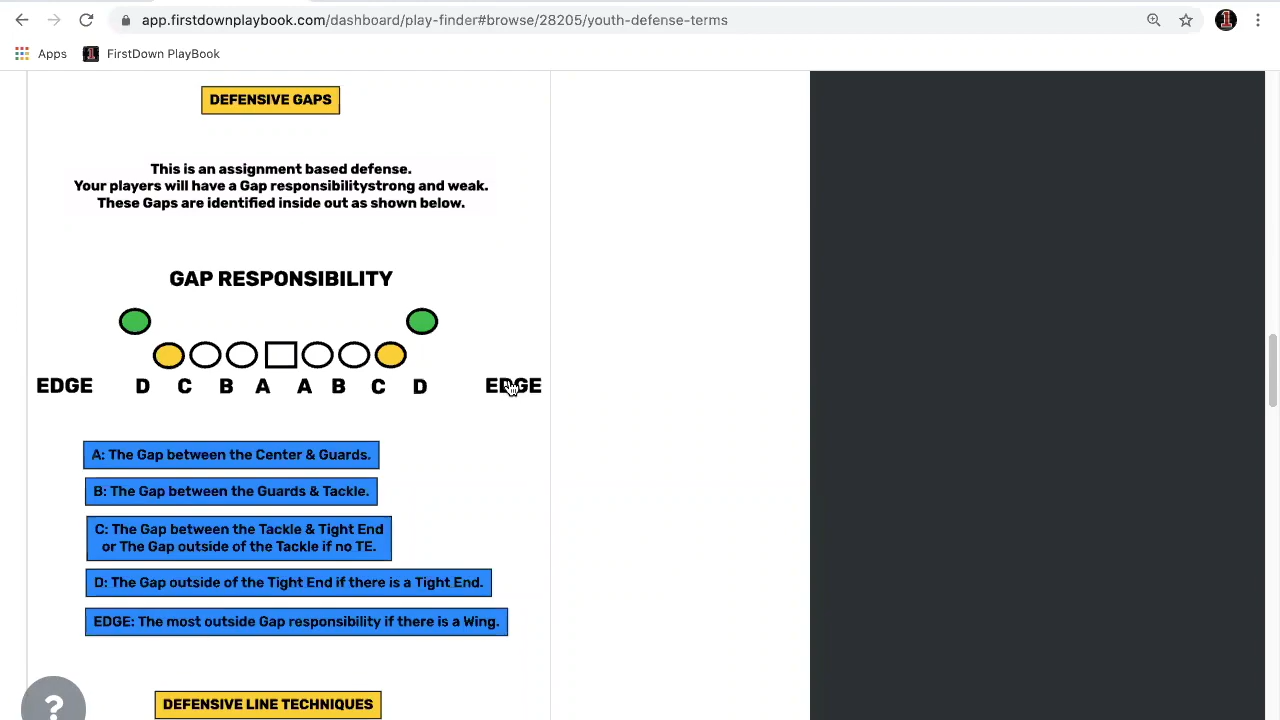 app.firstdownplaybook.com/dashboard/play-finder#browse/28205/youth-defense-terms
Apps FirstDown PlayBook
DEFENSIVE GAPS
This is an assignment based defense.
Your players will have a Gap responsibilitystrong and weak.
These Gaps are identified inside out as shown below.
GAP RESPONSIBILITY
EDGE D C B A A B C D EDGE
A: The Gap between the Center & Guards.
B: The Gap between the Guards & Tackle.
C: The Gap between the Tackle & Tight End
or The Gap outside of the Tackle if no TE.
D: The Gap outside of the Tight End if there is a Tight End.
EDGE: The most outside Gap responsibility if there is a Wing.
DEFENSIVE LINE TECHNIQUES
?